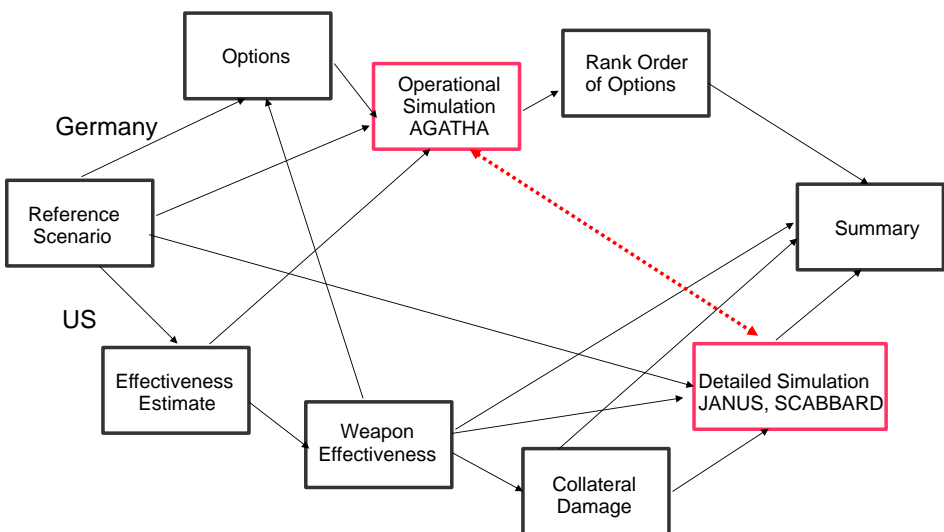 Options
Operational
Simulation
AGATHA
Rank Order
of Options
Germany
Reference
Scenario
Summary
US
Effectiveness
Estimate
Detailed Simulation
JANUS, SCABBARD
Weapon
Effectiveness
Collateral
Damage